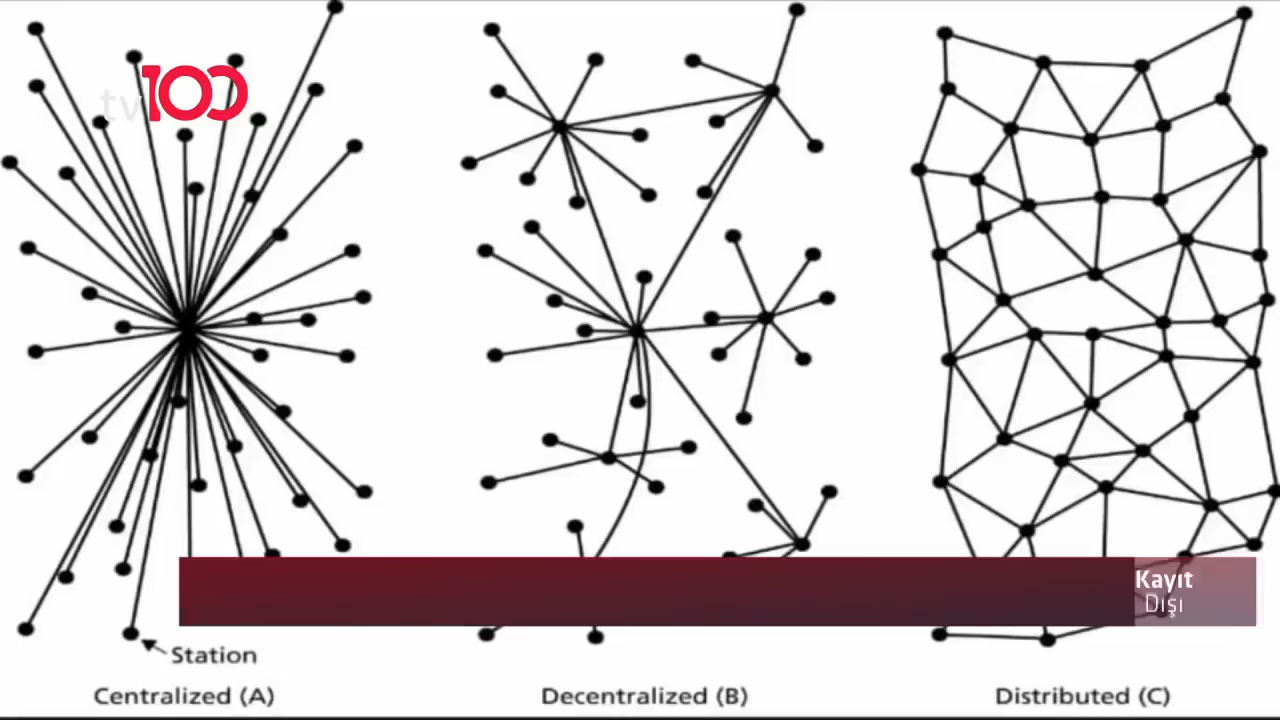 tv100
Kayıt
Dışı
Station
Centralized (A)
Decentralized (B)
Distributed (C)